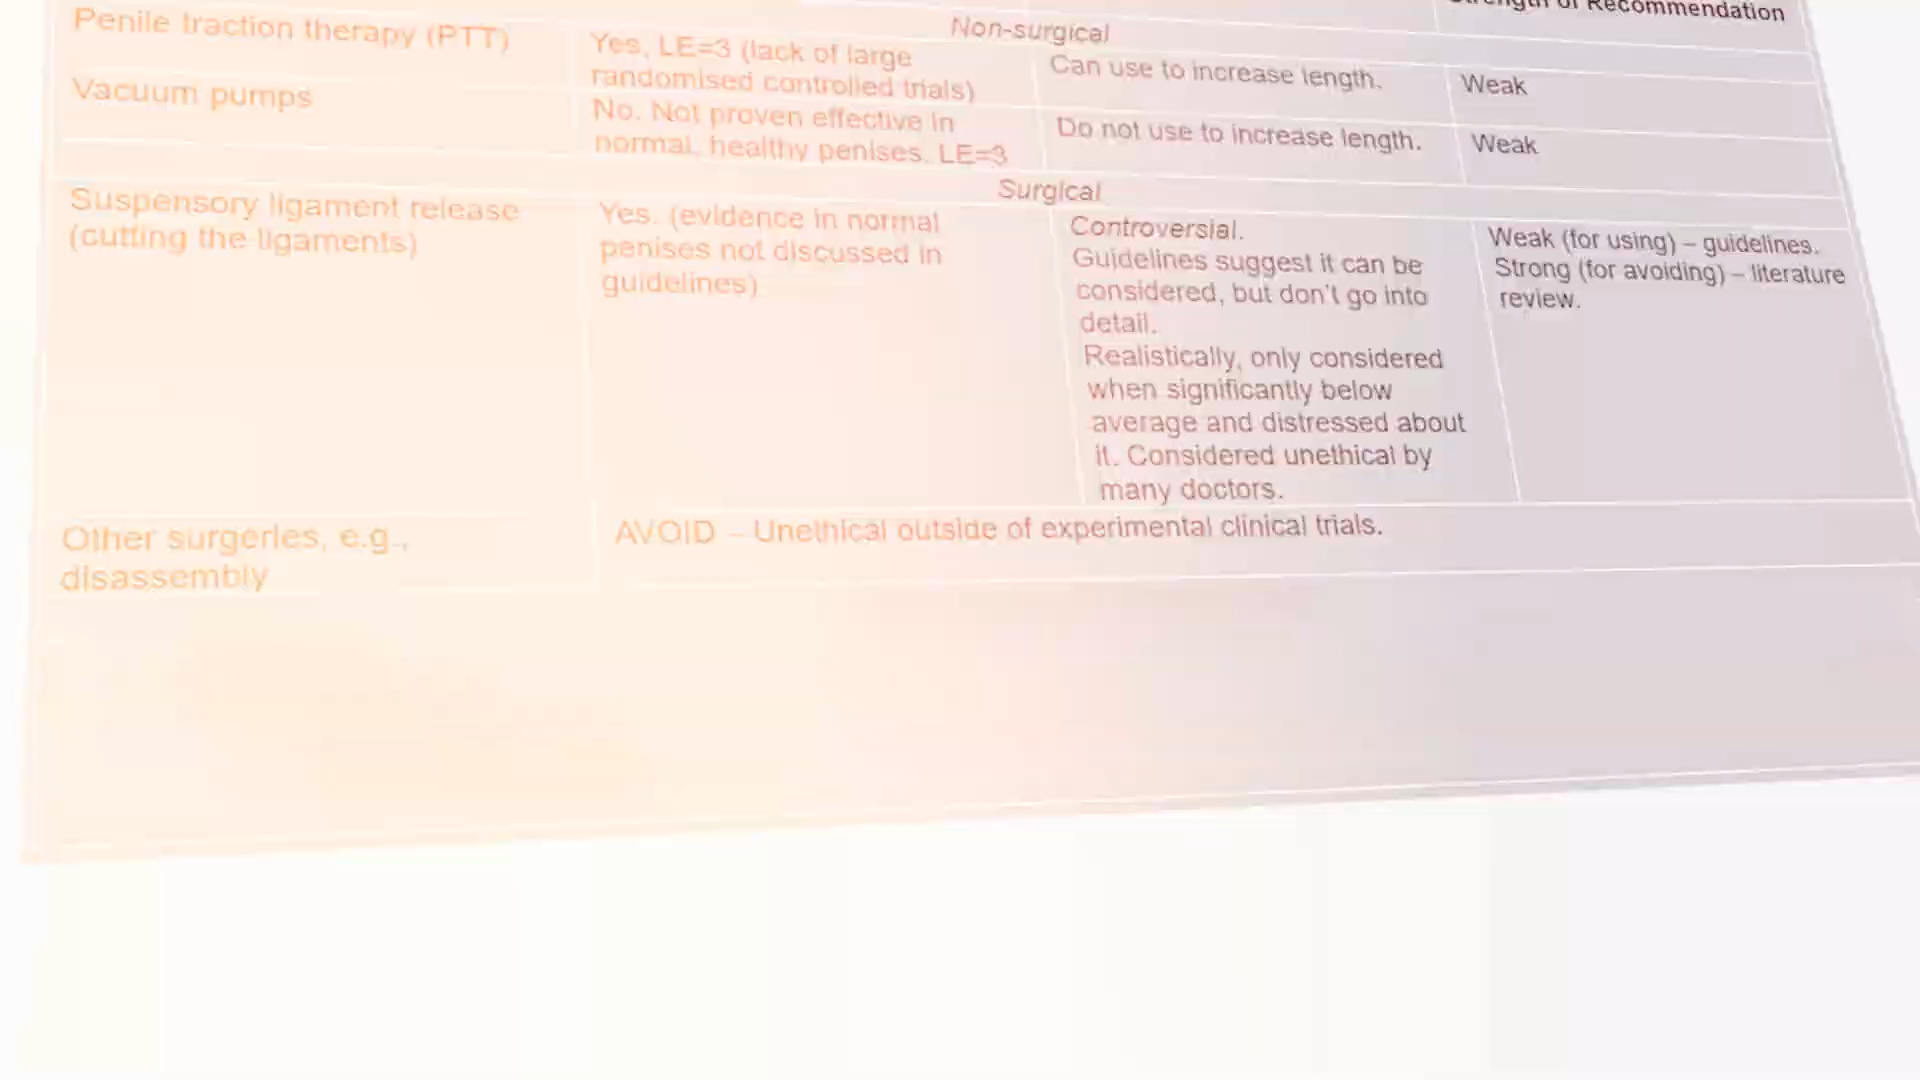 Strength of Recommendation
Non-surgical
Penile traction therapy (PTT)
Yes, LE=3 (lack of large
randomised controlled trials)
Can use to increase length.
Weak
Vacuum pumps
No. Not proven effective in
normal, healthy penises. LE=3
Do not use to increase length.
Weak
Surgical
Suspensory ligament release
(cutting the ligaments)
Yes. (evidence in normal
penises not discussed in
guidelines)
Controversial.
Guidelines suggest it can be
considered, but don't go into
detail.
Realistically, only considered
when significantly below
average and distressed about
it. Considered unethical by
many doctors.
Weak (for using) – guidelines.
Strong (for avoiding) – literature
review.
Other surgeries, e.g.,
disassembly
AVOID – Unethical outside of experimental clinical trials.